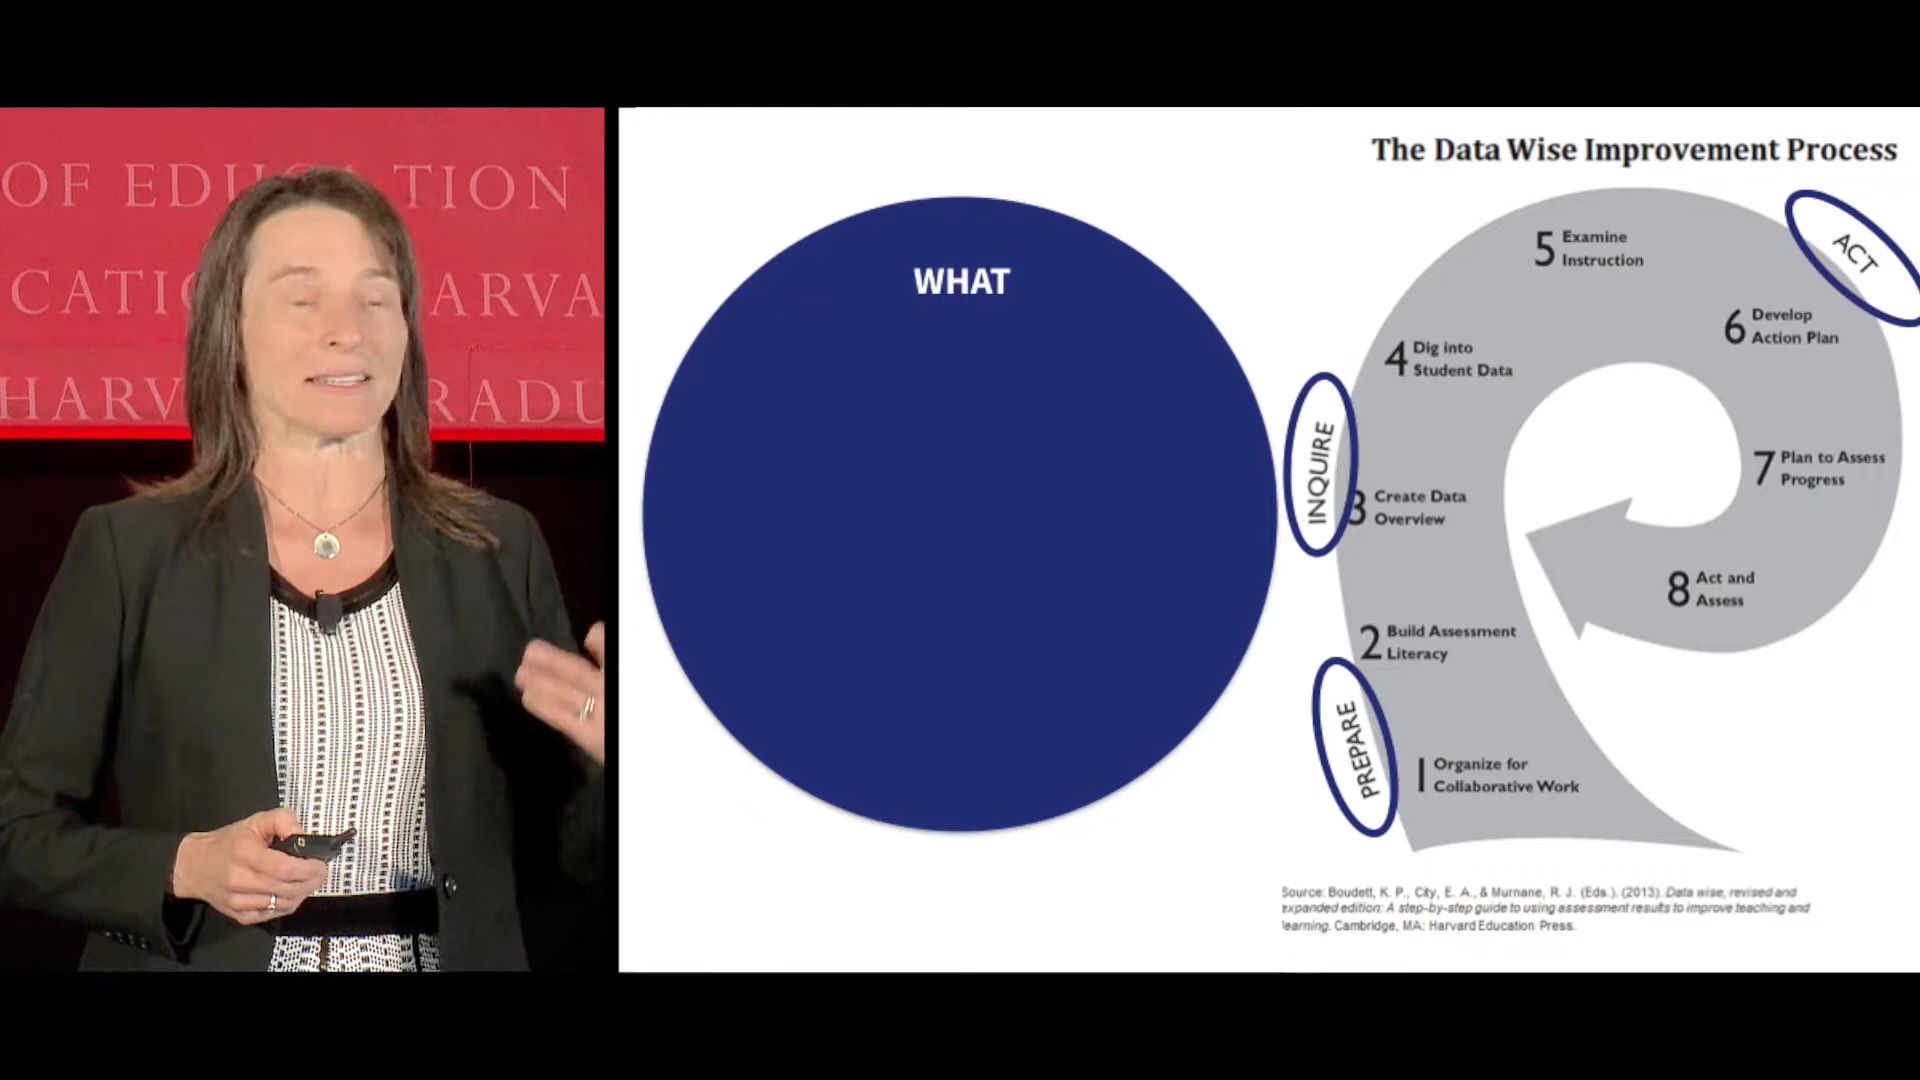 OF EDUCATION
CATIO ARVA
HARV RADU
WHAT
The Data Wise Improvement Process
5 Examine
Instruction
ACT
6 Develop
Action Plan
4 Dig into
Student Data
INQUIRE
7 Plan to Assess
Progress
3 Create Data
Overview
8 Act and
Assess
2 Build Assessment
Literacy
PREPARE
1 Organize for
Collaborative Work
Source: Boudett, K. P., City, E. A., & Murnane, R. J. (Eds.). (2013). Data wise, revised and
expanded edition: A step-by-step guide to using assessment results to improve teaching and
learning. Cambridge, MA: Harvard Education Press.